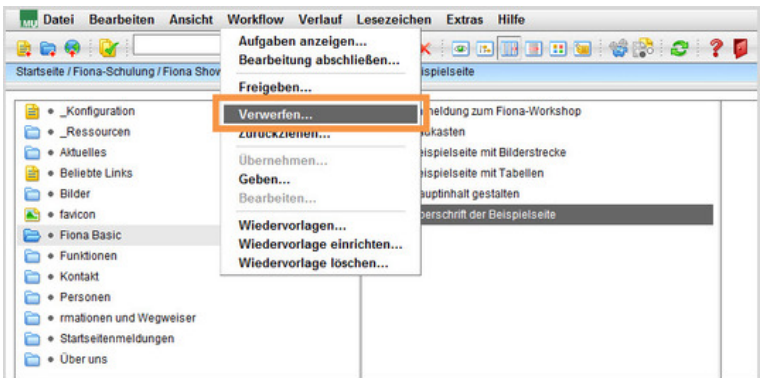 MU Datei Bearbeiten Ansicht Workflow Verlauf Lesezeichen Extras Hilfe
Startseite / Fiona-Schulung / Fiona Show
ispielseite
Aufgaben anzeigen...
Bearbeitung abschließen...
Freigeben...
Verwerfen...
Zurückziehen...
Übernehmen...
Geben...
Bearbeiten...
Wiedervorlagen...
Wiedervorlage einrichten...
Wiedervorlage löschen...
_Konfiguration
_Ressourcen
Aktuelles
Beliebte Links
Bilder
favicon
Fiona Basic
Funktionen
Kontakt
Personen
rmationen und Wegweiser
Startseitenmeldungen
Über uns
meldung zum Fiona-Workshop
ukasten
eispielseite mit Bilderstrecke
eispielseite mit Tabellen
auptinhalt gestalten
berschrift der Beispielseite